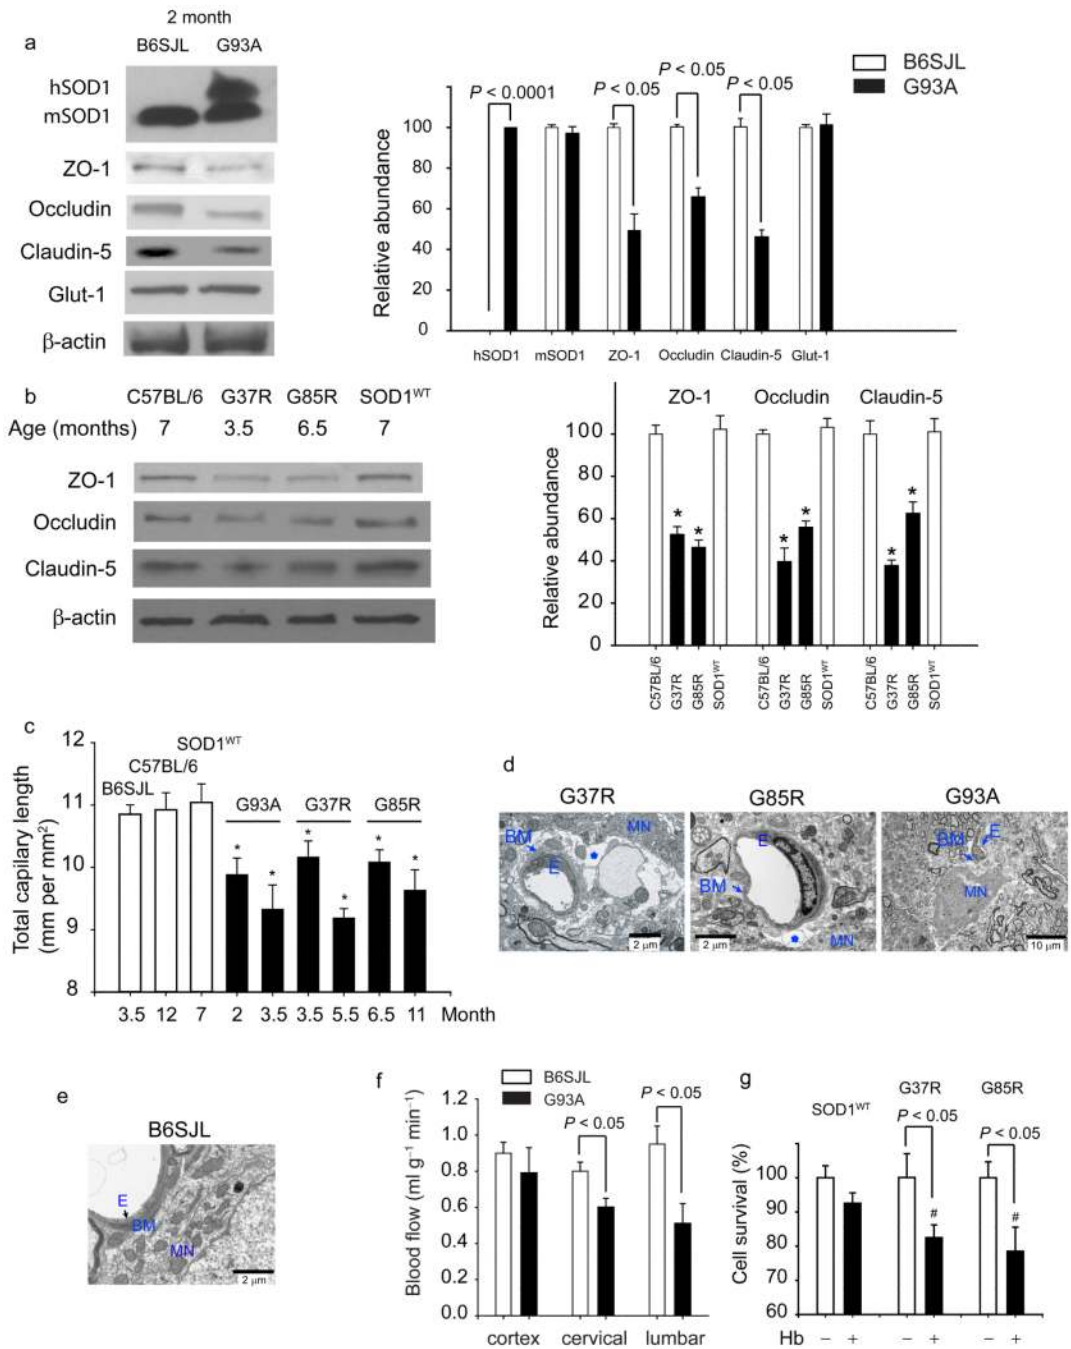 a
2 month
B6SJL G93A
hSOD1
mSOD1
ZO-1
Occludin
Claudin-5
Glut-1
β-actin
B6SJL
G93A
P < 0.0001
P < 0.05
P < 0.05
P < 0.05
Relative abundance
100
80
60
40
20
0
hSOD1 mSOD1 ZO-1 Occludin Claudin-5 Glut-1
b
C57BL/6 G37R G85R SOD1WT
Age (months) 7 3.5 6.5 7
ZO-1
Occludin
Claudin-5
β-actin
ZO-1 Occludin Claudin-5
Relative abundance
100
80
60
40
20
0
* * * * * *
C57BL/6 G37R G85R SOD1WT C57BL/6 G37R G85R SOD1WT C57BL/6 G37R G85R SOD1WT
c
Total capilary length
(mm per mm2)
12
11
10
9
8
SOD1WT
C57BL/6
B6SJL
G93A G37R G85R
* * * * * *
3.5 12 7 2 3.5 3.5 5.5 6.5 11 Month
d
G37R G85R G93A
BM E MN
2 μm
E BM MN
2 μm
BM E MN
10 μm
e
B6SJL
E
BM
MN
2 μm
f
B6SJL
G93A
P < 0.05
P < 0.05
Blood flow (ml g−1 min−1)
1.2
1.0
0.8
0.6
0.4
0.2
0.0
cortex cervical lumbar
g
SOD1WT G37R G85R
P < 0.05
P < 0.05
# #
Cell survival (%)
100
90
80
70
60
Hb − + − + − +